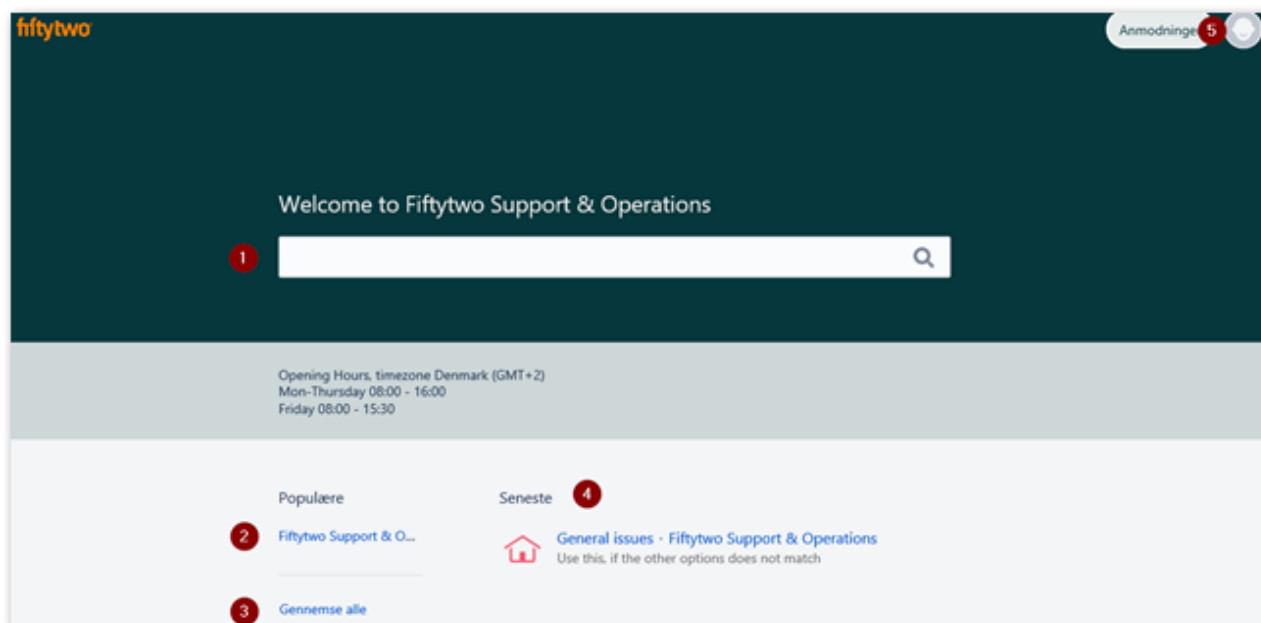 fiftytwo
Anmodninge 5
Welcome to Fiftytwo Support & Operations
1
Opening Hours, timezone Denmark (GMT+2)
Mon-Thursday 08:00 - 16:00
Friday 08:00 - 15:30
Populære
Seneste 4
2 Fiftytwo Support & O...
General issues · Fiftytwo Support & Operations
Use this, if the other options does not match
3 Gennemse alle